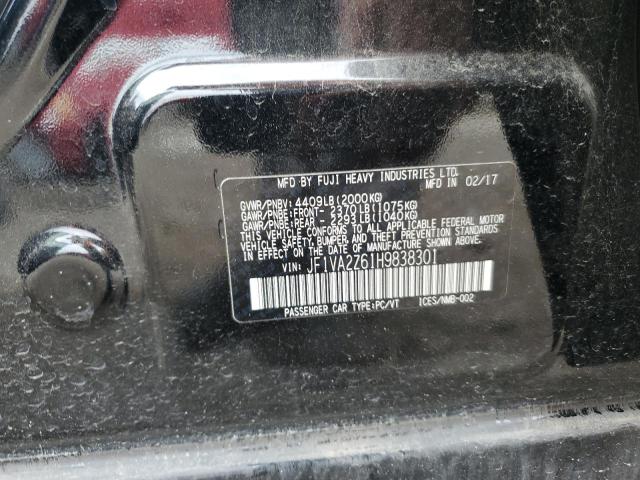 MFD BY FUJI HEAVY INDUSTRIES LTD.
MFD IN 02/17
GVWR/PNBV: 4409LB(2000KG)
GAWR/PNBE:FRONT- 2370LB(1075KG)
GAWR/PNBE:REAR - 2293LB(1040KG)
THIS VEHICLE CONFORMS TO ALL APPLICABLE FEDERAL MOTOR
VEHICLE SAFETY, BUMPER, AND THEFT PREVENTION STANDARDS
IN EFFECT ON THE DATE OF MANUFACTURE SHOWN ABOVE.
VIN: JF1VA2Z61H9838301
PASSENGER CAR TYPE:PC/VT ICES/NMB-002